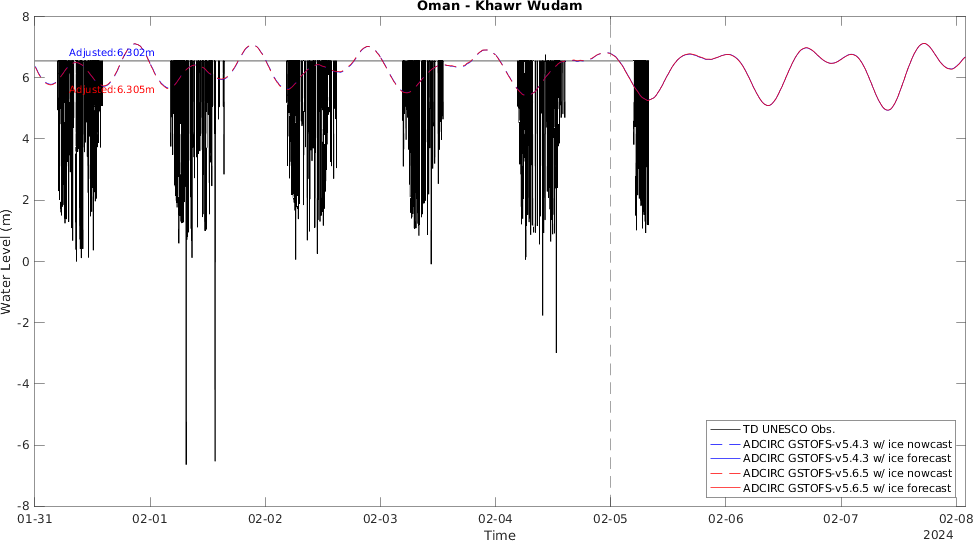 Oman - Khawr Wudam
Water Level (m)
8
6
4
2
0
-2
-4
-6
-8
Adjusted:6.302m
Adjusted:6.305m
TD UNESCO Obs.
ADCIRC GSTOFS-v5.4.3 w/ ice nowcast
ADCIRC GSTOFS-v5.4.3 w/ ice forecast
ADCIRC GSTOFS-v5.6.5 w/ ice nowcast
ADCIRC GSTOFS-v5.6.5 w/ ice forecast
01-31 02-01 02-02 02-03 02-04 02-05 02-06 02-07 02-08
Time
2024